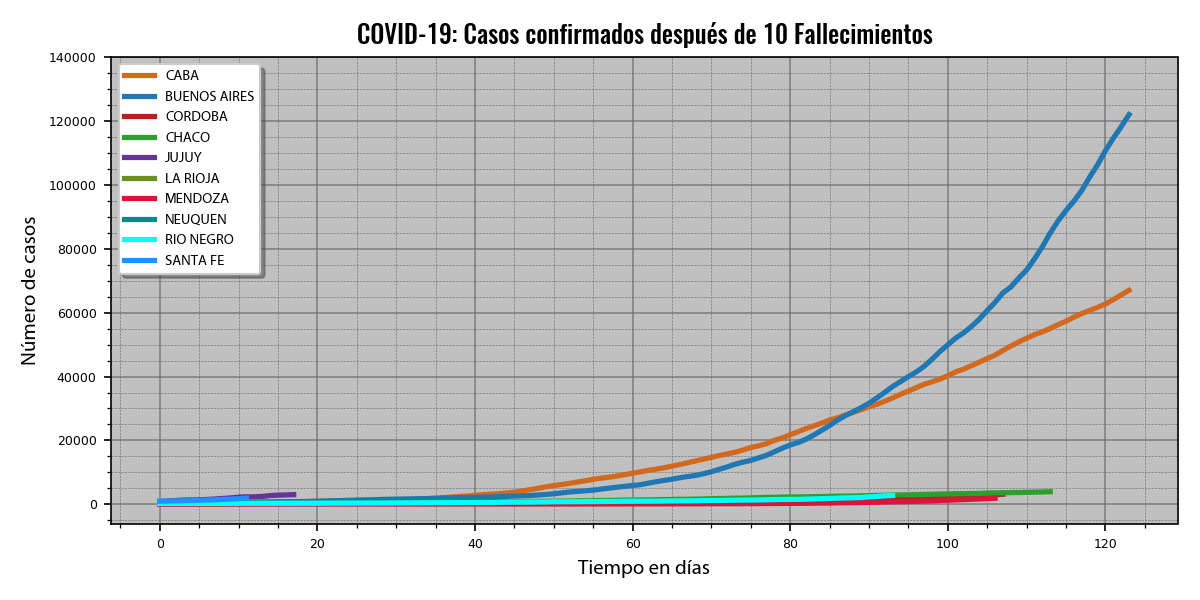 COVID-19: Casos confirmados después de 10 Fallecimientos
140000
120000
100000
80000
60000
40000
20000
0
Número de casos
CABA
BUENOS AIRES
CORDOBA
CHACO
JUJUY
LA RIOJA
MENDOZA
NEUQUEN
RIO NEGRO
SANTA FE
0 20 40 60 80 100 120
Tiempo en días